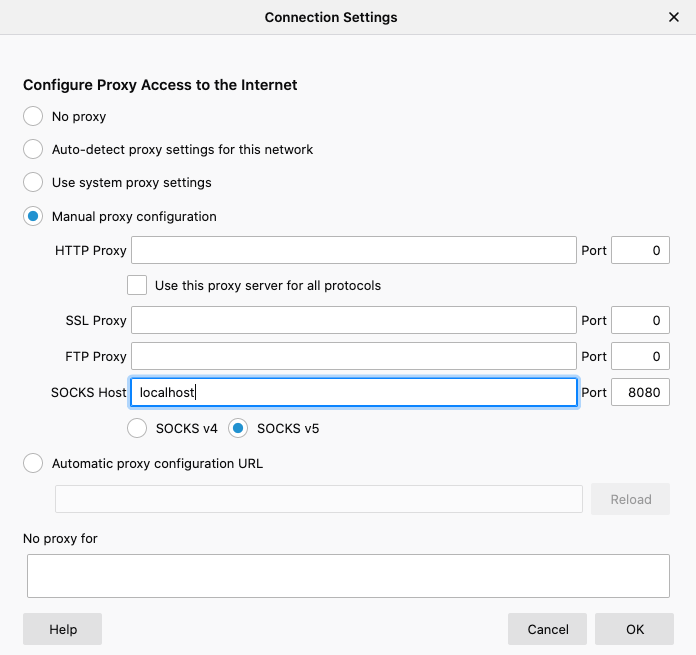 Connection Settings
Configure Proxy Access to the Internet
No proxy
Auto-detect proxy settings for this network
Use system proxy settings
Manual proxy configuration
HTTP Proxy Port 0
Use this proxy server for all protocols
SSL Proxy Port 0
FTP Proxy Port 0
SOCKS Host localhost Port 8080
SOCKS v4 SOCKS v5
Automatic proxy configuration URL
Reload
No proxy for
Help Cancel OK